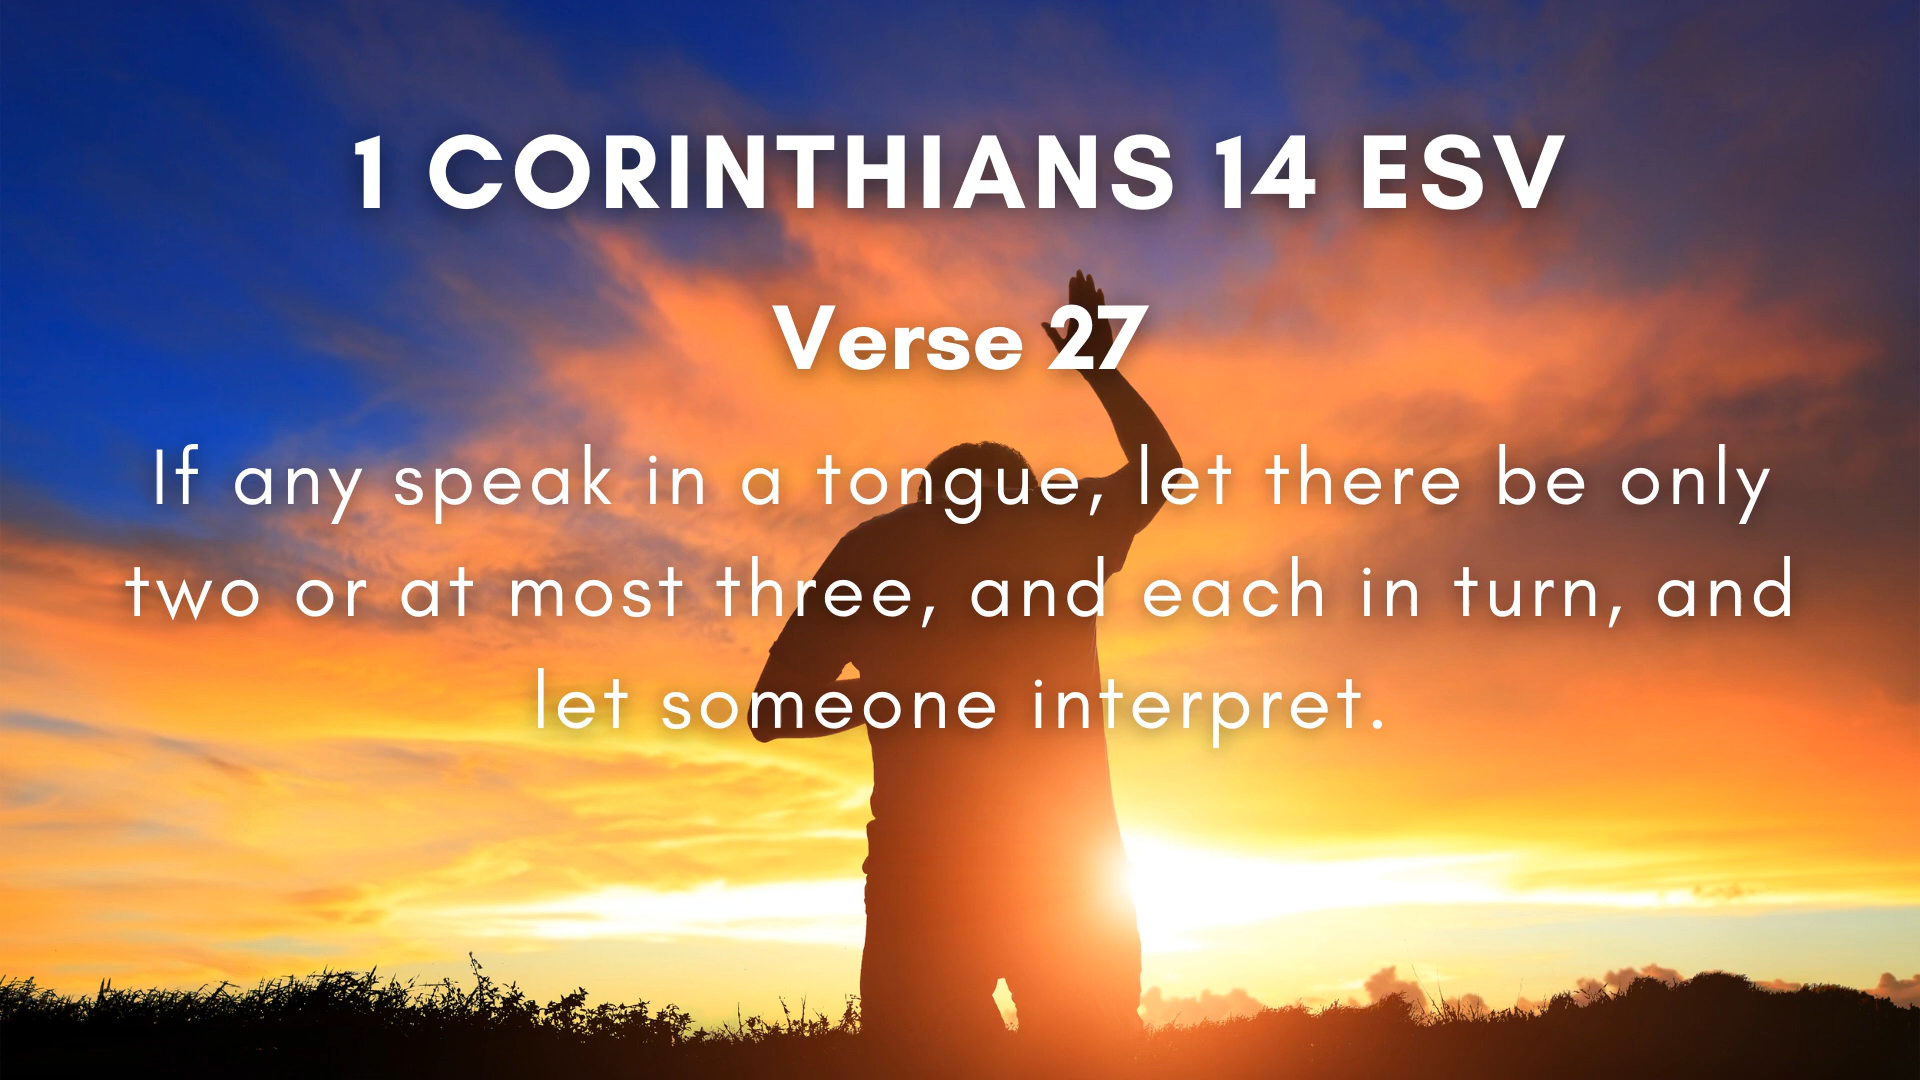 1 CORINTHIANS 14 ESV
Verse 27
If any speak in a tongue, let there be only
two or at most three, and each in turn, and
let someone interpret.